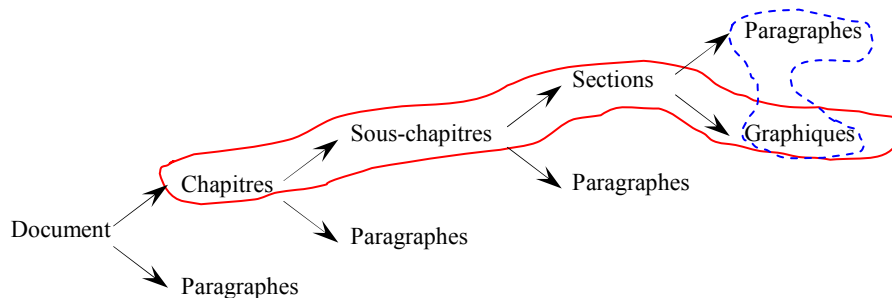 Paragraphes
Sections
Sous-chapitres
Graphiques
Chapitres
Paragraphes
Document
Paragraphes
Paragraphes